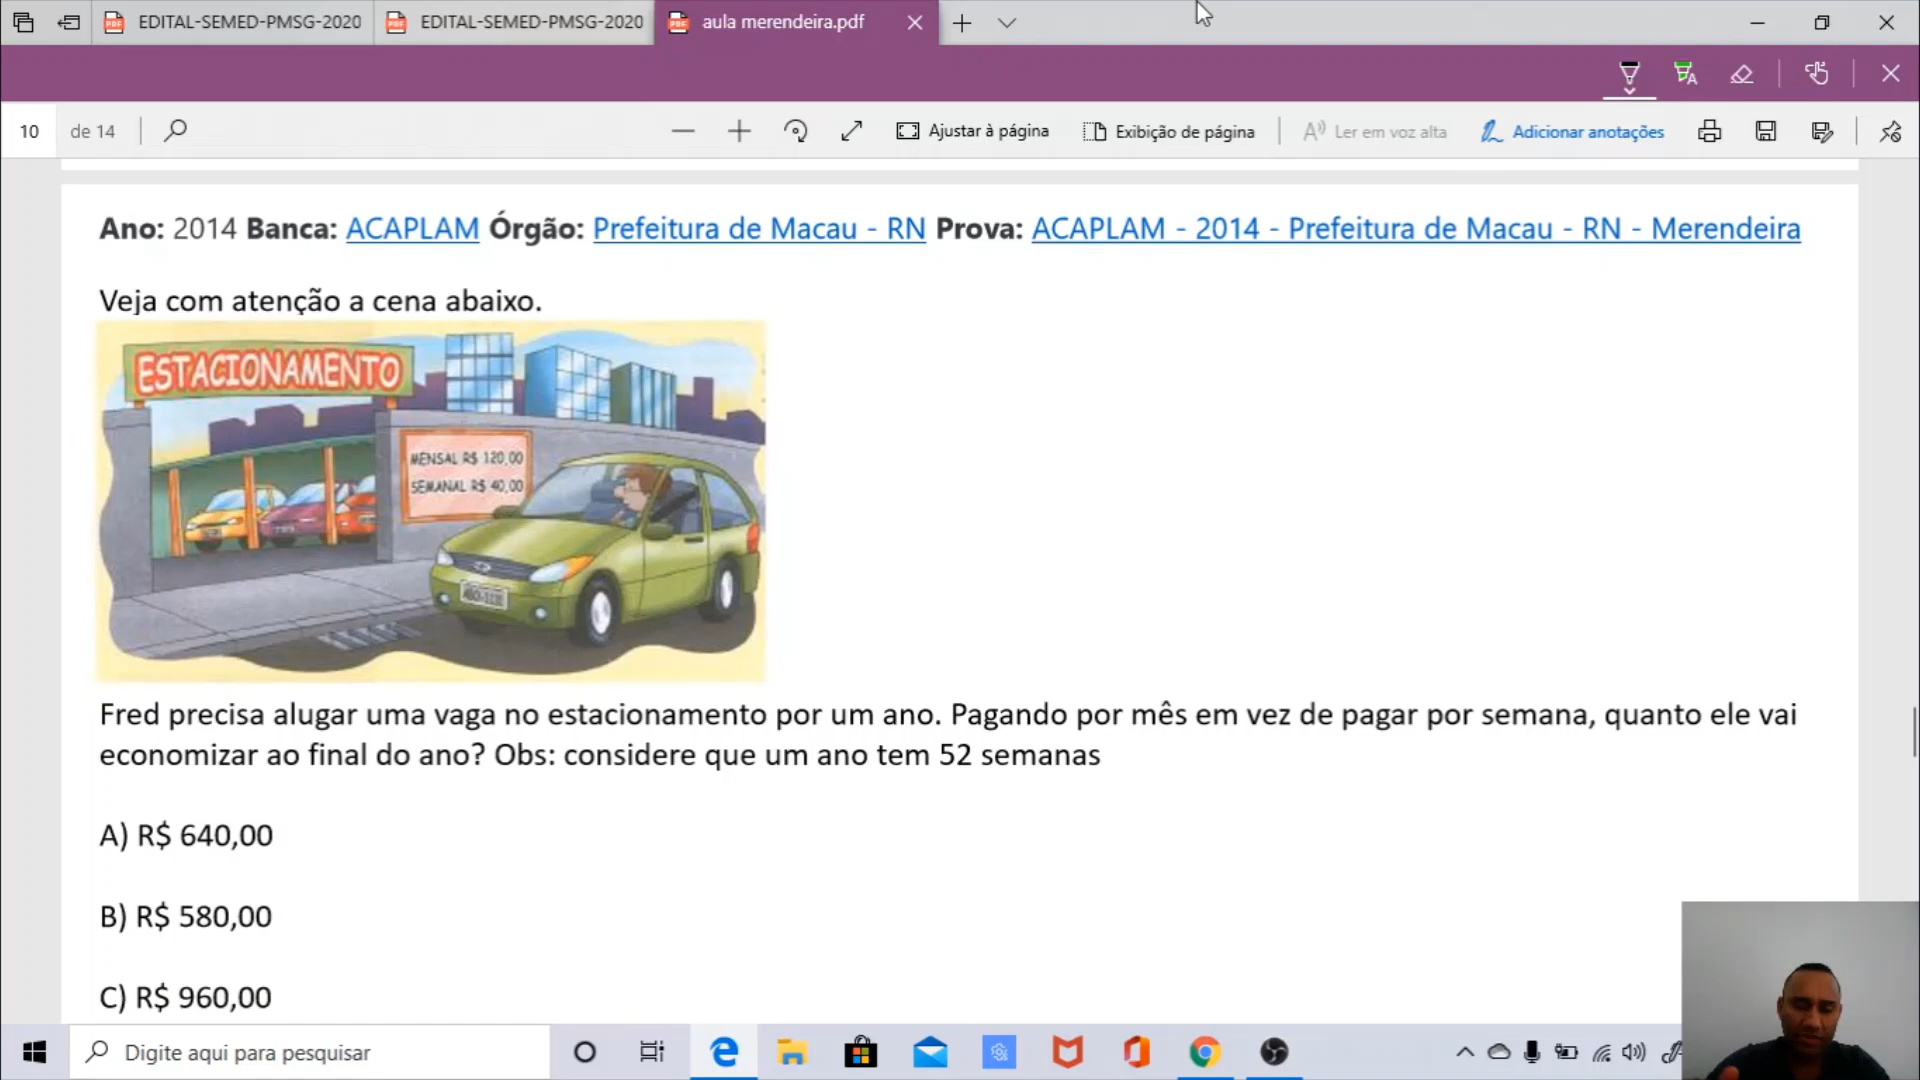 EDITAL-SEMED-PMSG-2020
EDITAL-SEMED-PMSG-2020
aula merendeira.pdf
10 de 14
Ajustar à página
Exibição de página
Ler em voz alta
Adicionar anotações
Ano: 2014 Banca: ACAPLAM Órgão: Prefeitura de Macau - RN Prova: ACAPLAM - 2014 - Prefeitura de Macau - RN - Merendeira
Veja com atenção a cena abaixo.
ESTACIONAMENTO
MENSAL R$ 120,00
SEMANAL R$ 40,00
Fred precisa alugar uma vaga no estacionamento por um ano. Pagando por mês em vez de pagar por semana, quanto ele vai
economizar ao final do ano? Obs: considere que um ano tem 52 semanas
A) R$ 640,00
B) R$ 580,00
C) R$ 960,00
Digite aqui para pesquisar